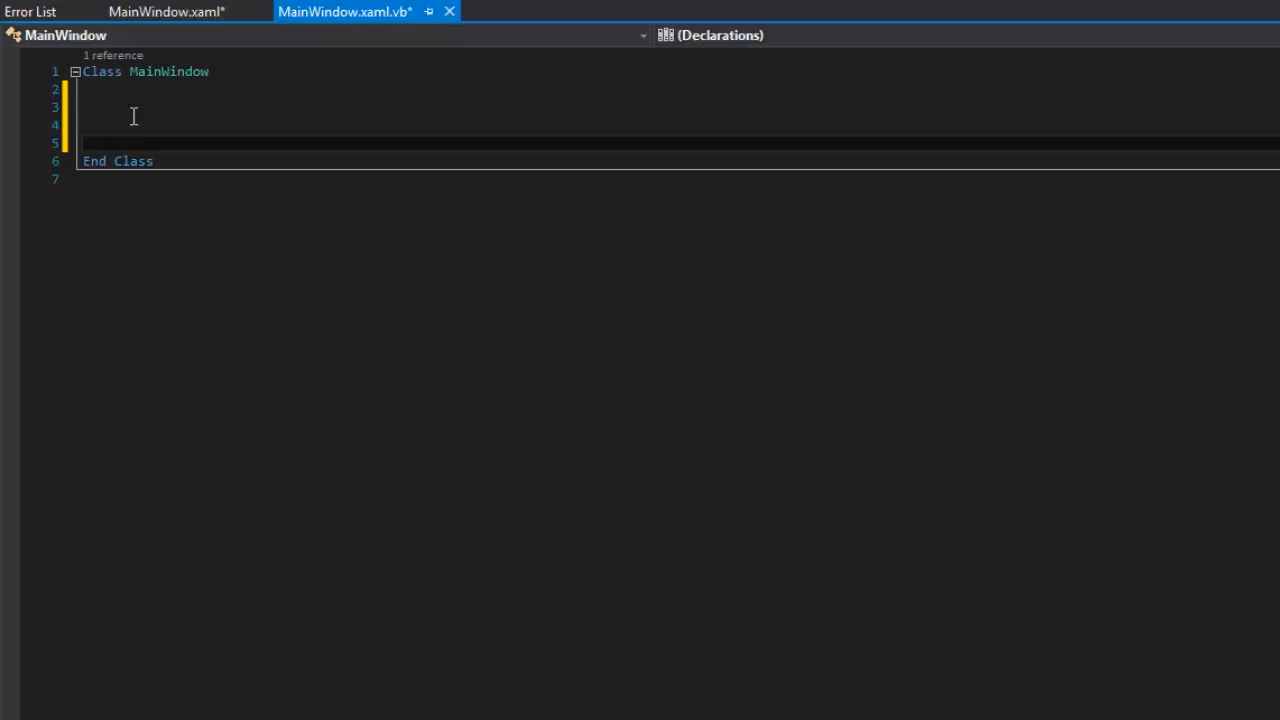 Error List MainWindow.xaml* MainWindow.xaml.vb*
MainWindow (Declarations)
1 reference
1 Class MainWindow
2
3
4
5
6 End Class
7